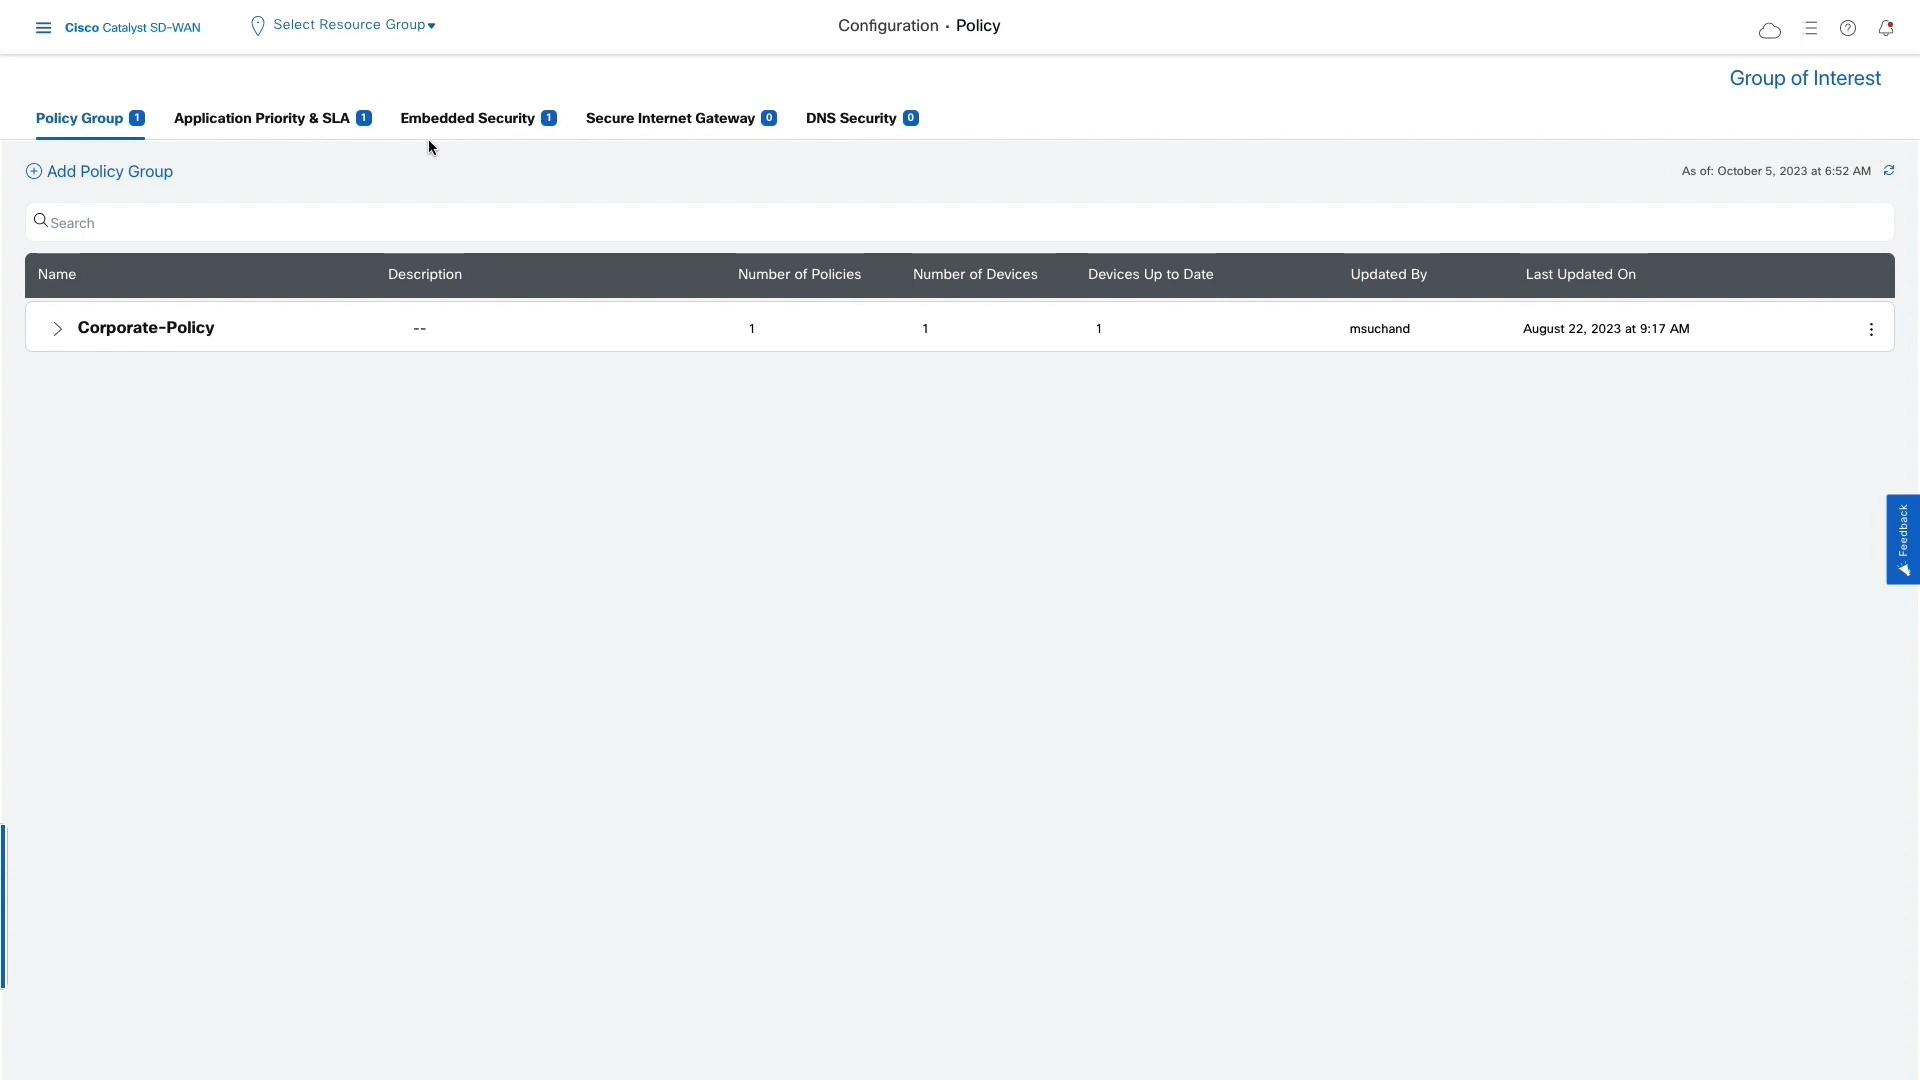 Cisco Catalyst SD-WAN Select Resource Group Configuration · Policy
Group of Interest
Policy Group 1 Application Priority & SLA 1 Embedded Security 1 Secure Internet Gateway 0 DNS Security 0
Add Policy Group As of: October 5, 2023 at 6:52 AM
Search
Name Description Number of Policies Number of Devices Devices Up to Date Updated By Last Updated On
Corporate-Policy -- 1 1 1 msuchand August 22, 2023 at 9:17 AM
Feedback